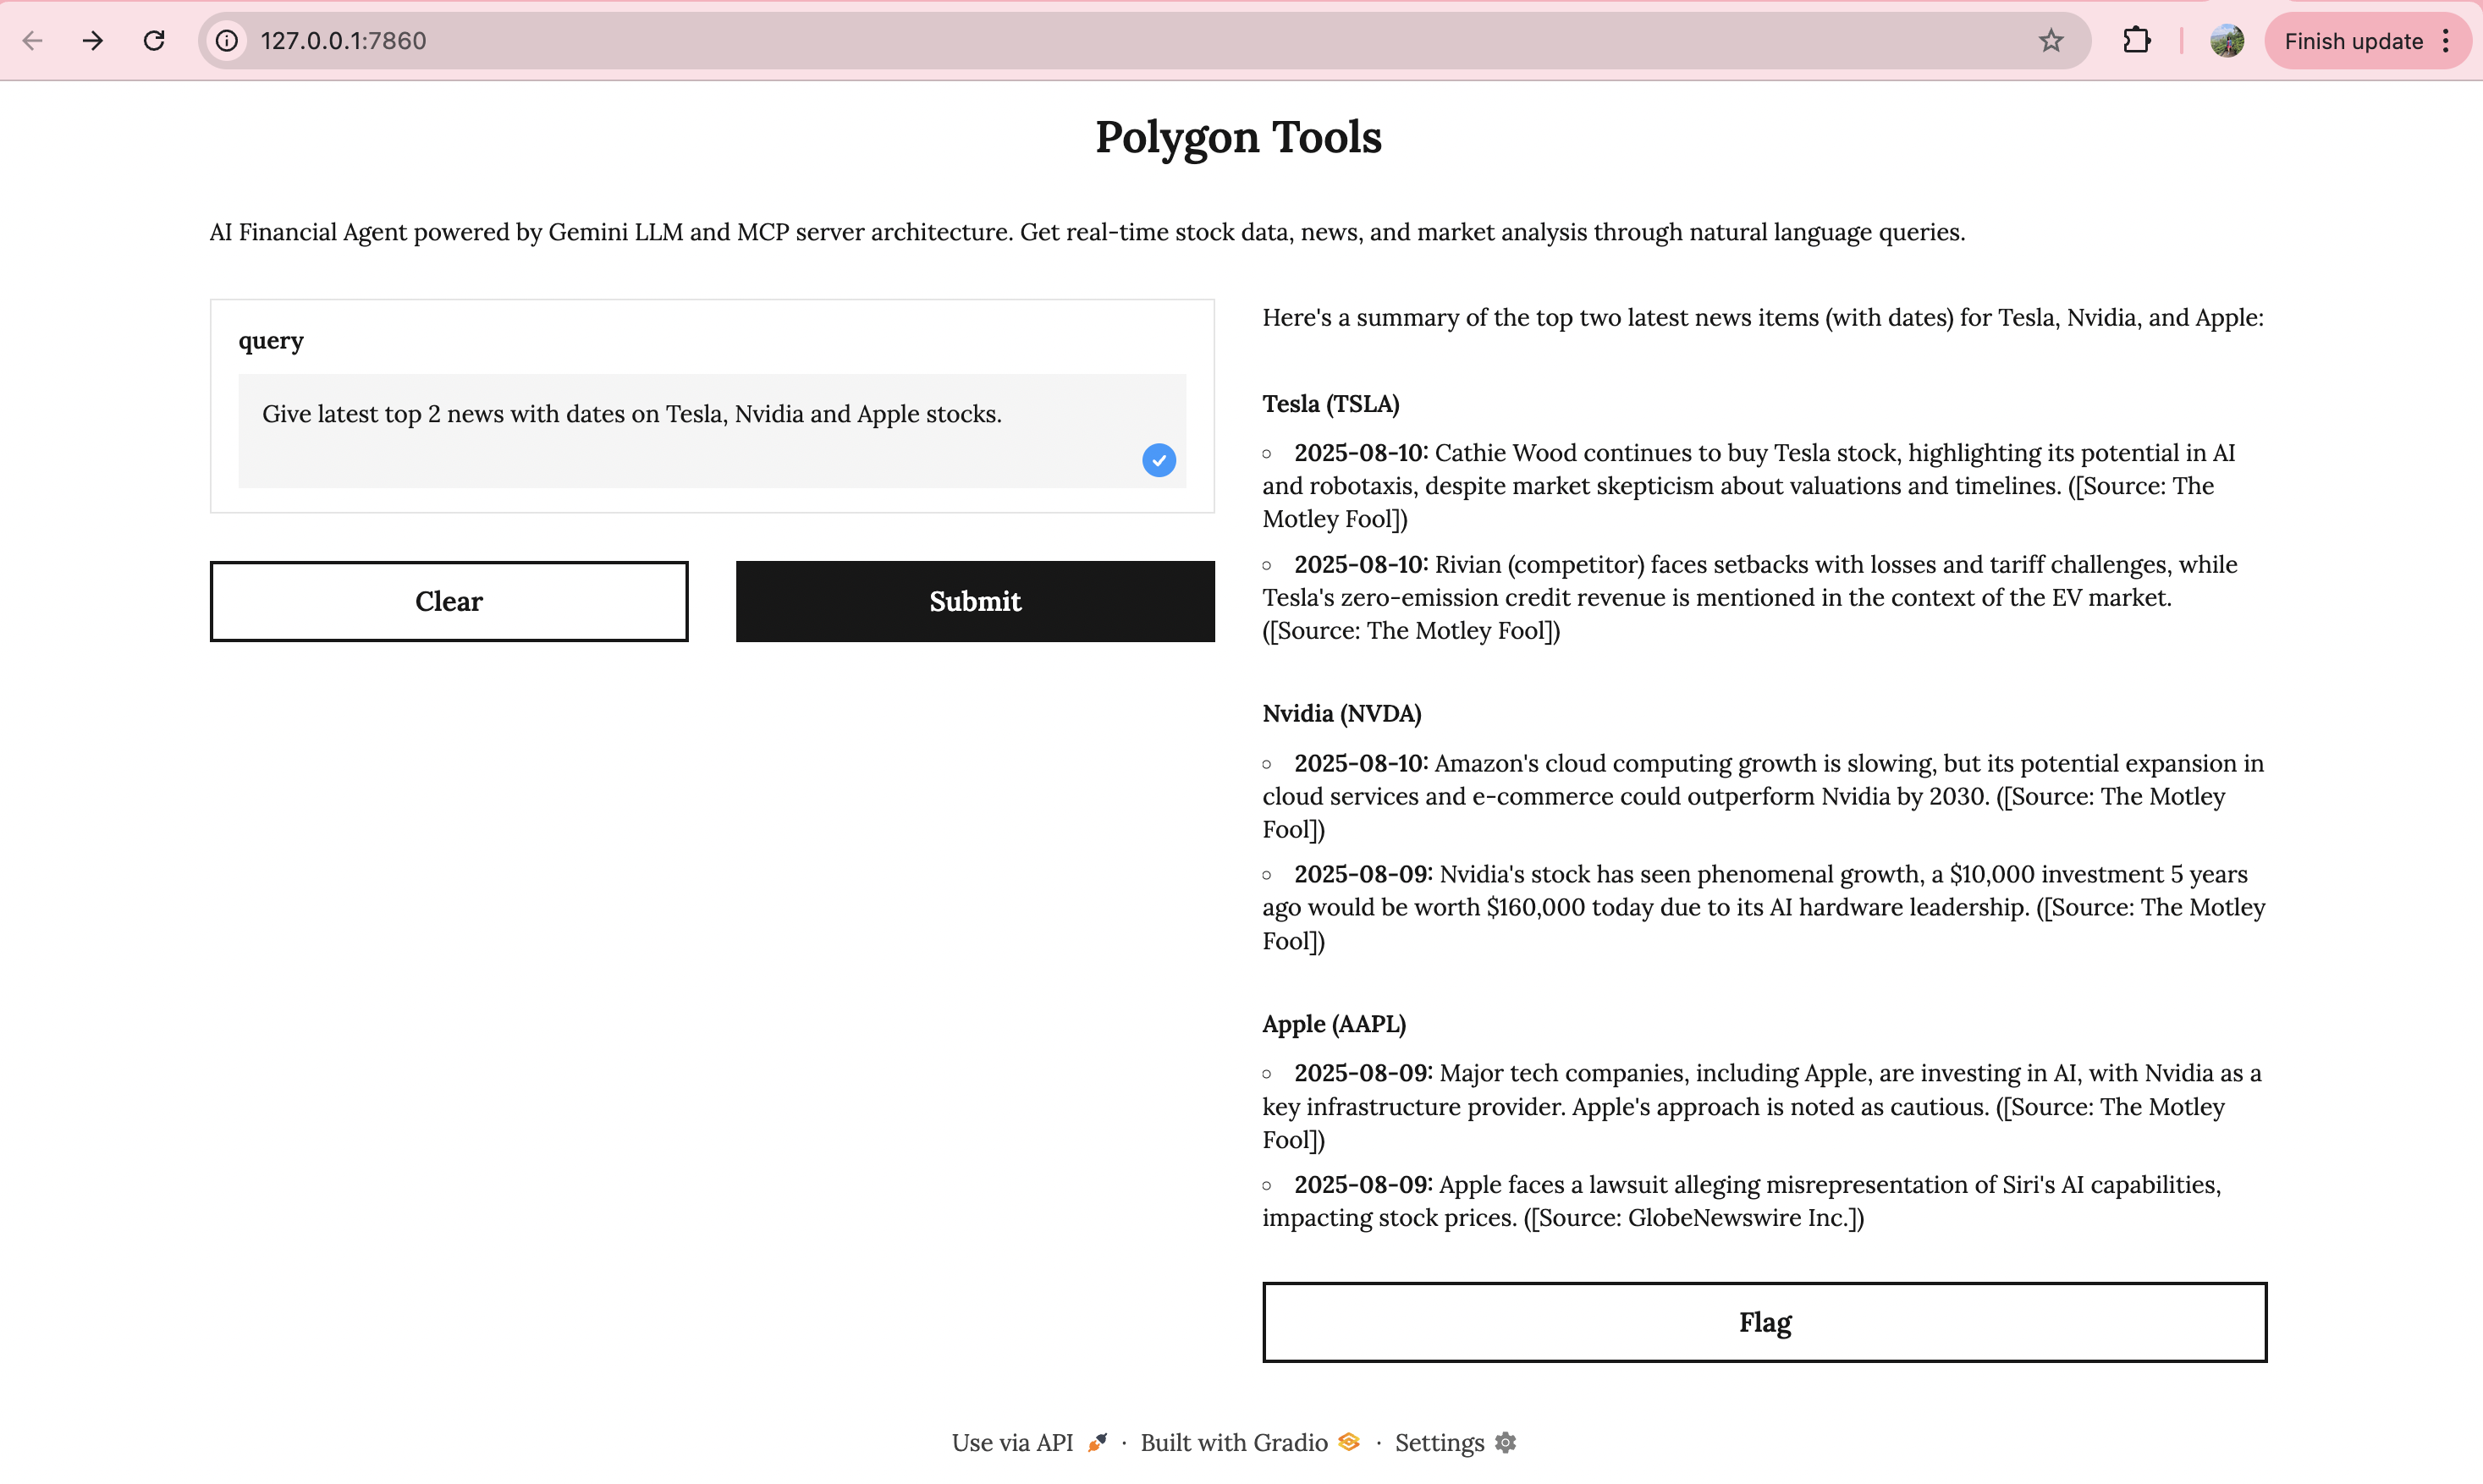 127.0.0.1:7860
Finish update
Polygon Tools
AI Financial Agent powered by Gemini LLM and MCP server architecture. Get real-time stock data, news, and market analysis through natural language queries.
query
Give latest top 2 news with dates on Tesla, Nvidia and Apple stocks.
Clear
Submit
Here's a summary of the top two latest news items (with dates) for Tesla, Nvidia, and Apple:
Tesla (TSLA)
2025-08-10: Cathie Wood continues to buy Tesla stock, highlighting its potential in AI
and robotaxis, despite market skepticism about valuations and timelines. ([Source: The
Motley Fool])
2025-08-10: Rivian (competitor) faces setbacks with losses and tariff challenges, while
Tesla's zero-emission credit revenue is mentioned in the context of the EV market.
([Source: The Motley Fool])
Nvidia (NVDA)
2025-08-10: Amazon's cloud computing growth is slowing, but its potential expansion in
cloud services and e-commerce could outperform Nvidia by 2030. ([Source: The Motley
Fool])
2025-08-09: Nvidia's stock has seen phenomenal growth, a $10,000 investment 5 years
ago would be worth $160,000 today due to its AI hardware leadership. ([Source: The Motley
Fool])
Apple (AAPL)
2025-08-09: Major tech companies, including Apple, are investing in AI, with Nvidia as a
key infrastructure provider. Apple's approach is noted as cautious. ([Source: The Motley
Fool])
2025-08-09: Apple faces a lawsuit alleging misrepresentation of Siri's AI capabilities,
impacting stock prices. ([Source: GlobeNewswire Inc.])
Flag
Use via API · Built with Gradio · Settings